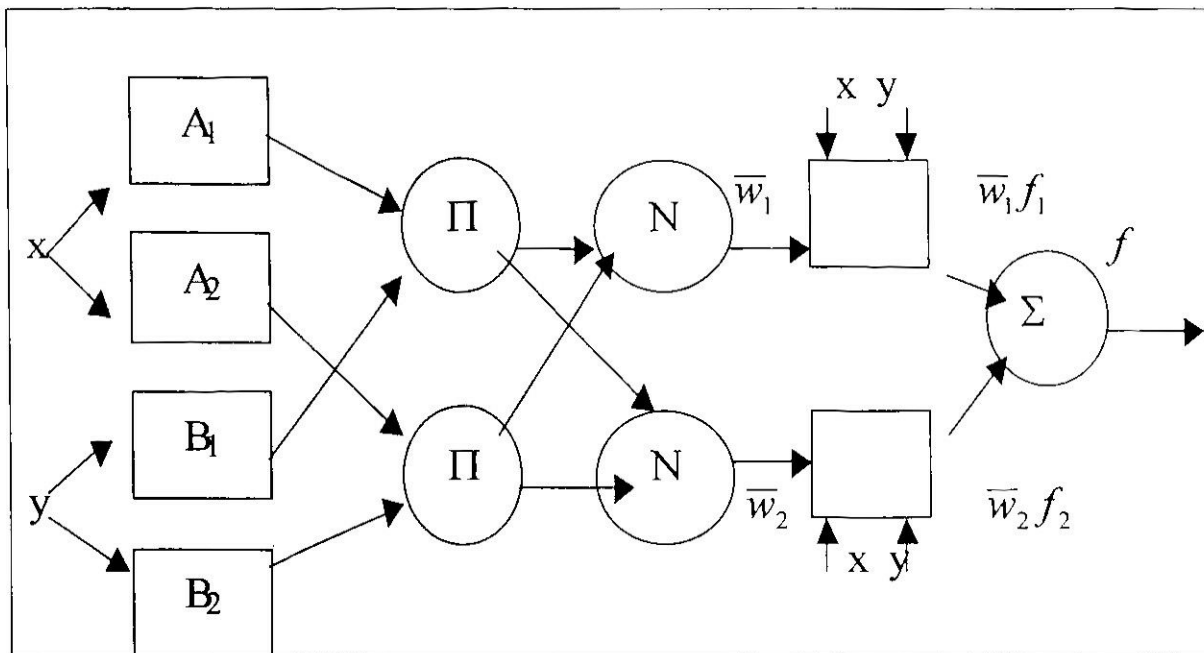 x y
A₁
Π N w̅₁ w̅₁f₁
x
f
A₂
Σ
B₁
Π N
y
w̅₂ w̅₂f₂
x y
B₂